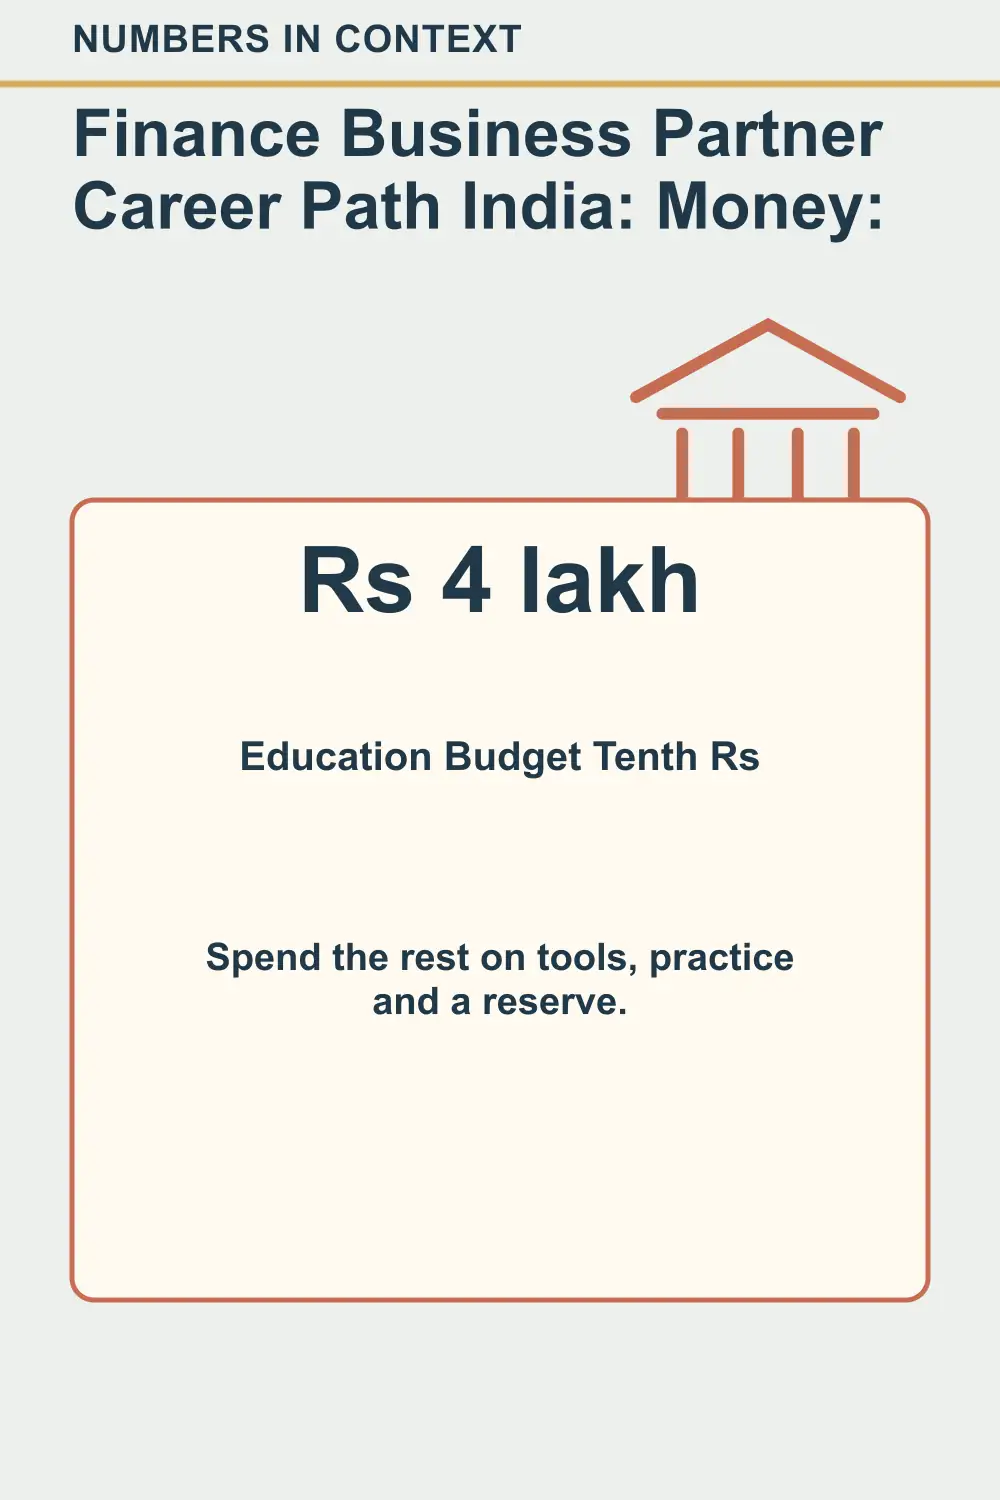 NUMBERS IN CONTEXT
Finance Business Partner
Career Path India: Money:
Rs 4 lakh
Education Budget Tenth Rs
Spend the rest on tools, practice
and a reserve.